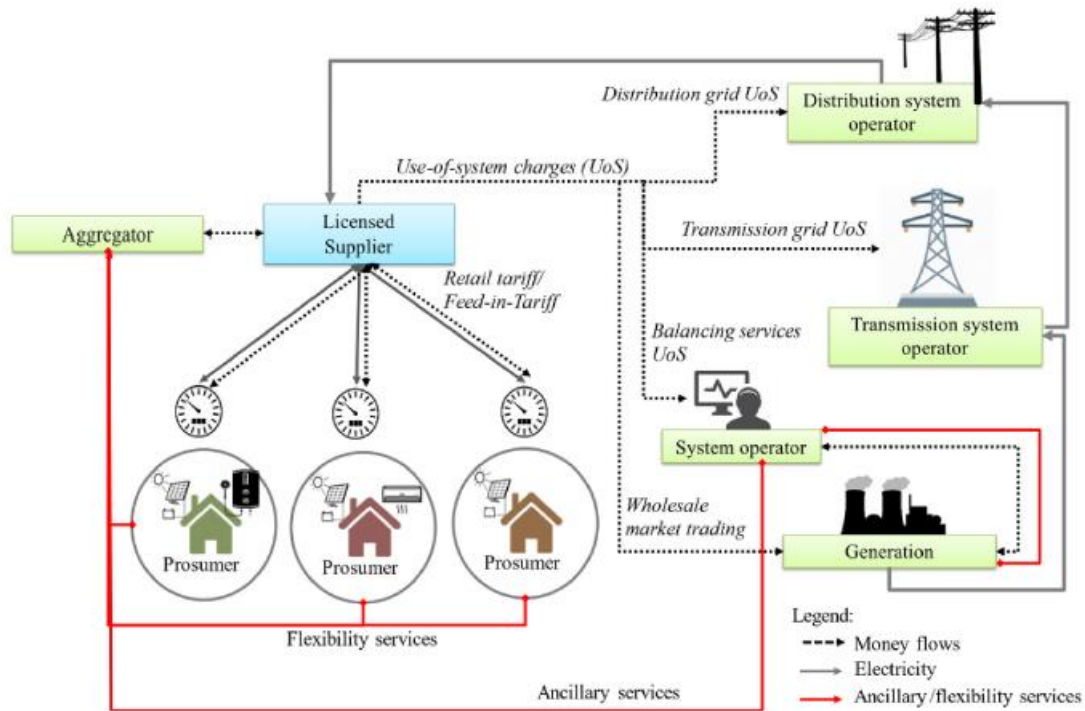 Distribution grid UoS
Distribution system
operator
Use-of-system charges (UoS)
Aggregator
Licensed
Supplier
Transmission grid UoS
Retail tariff/
Feed-in-Tariff
Transmission system
operator
Balancing services
UoS
System operator
Wholesale
market trading
Generation
Prosumer
Prosumer
Prosumer
Flexibility services
Ancillary services
Legend:
Money flows
Electricity
Ancillary/flexibility services